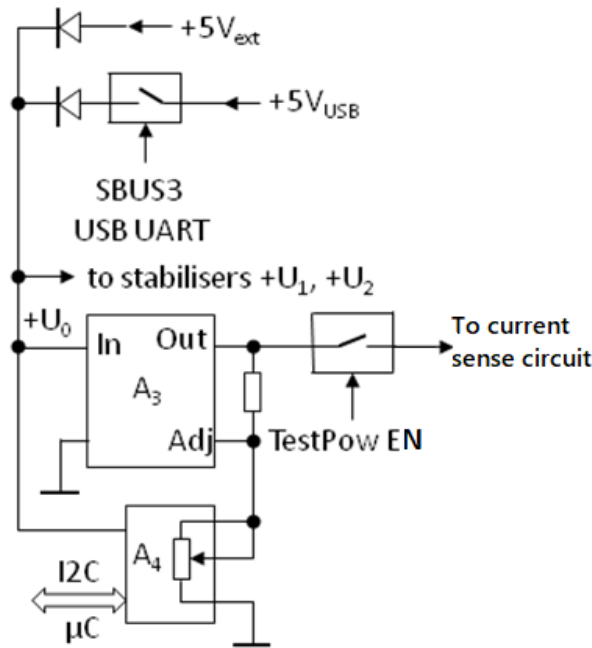 +5Vext
+5VUSB
SBUS3
USB UART
to stabilisers +U1, +U2
+U0
In
Out
To current
sense circuit
A3
Adj
TestPow EN
A4
I2C
µC